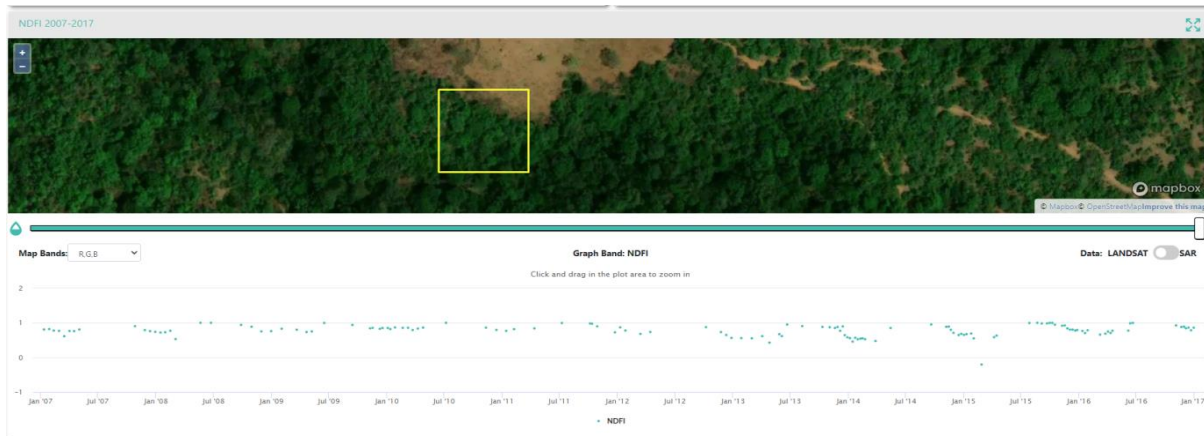 NDFI 2007-2017
+
−
mapbox
© Mapbox © OpenStreetMap Improve this map
Map Bands: R,G,B
Graph Band: NDFI
Data: LANDSAT SAR
Click and drag in the plot area to zoom in
2
1
0
−1
Jan '07 Jul '07 Jan '08 Jul '08 Jan '09 Jul '09 Jan '10 Jul '10 Jan '11 Jul '11 Jan '12 Jul '12 Jan '13 Jul '13 Jan '14 Jul '14 Jan '15 Jul '15 Jan '16 Jul '16 Jan '17
NDFI